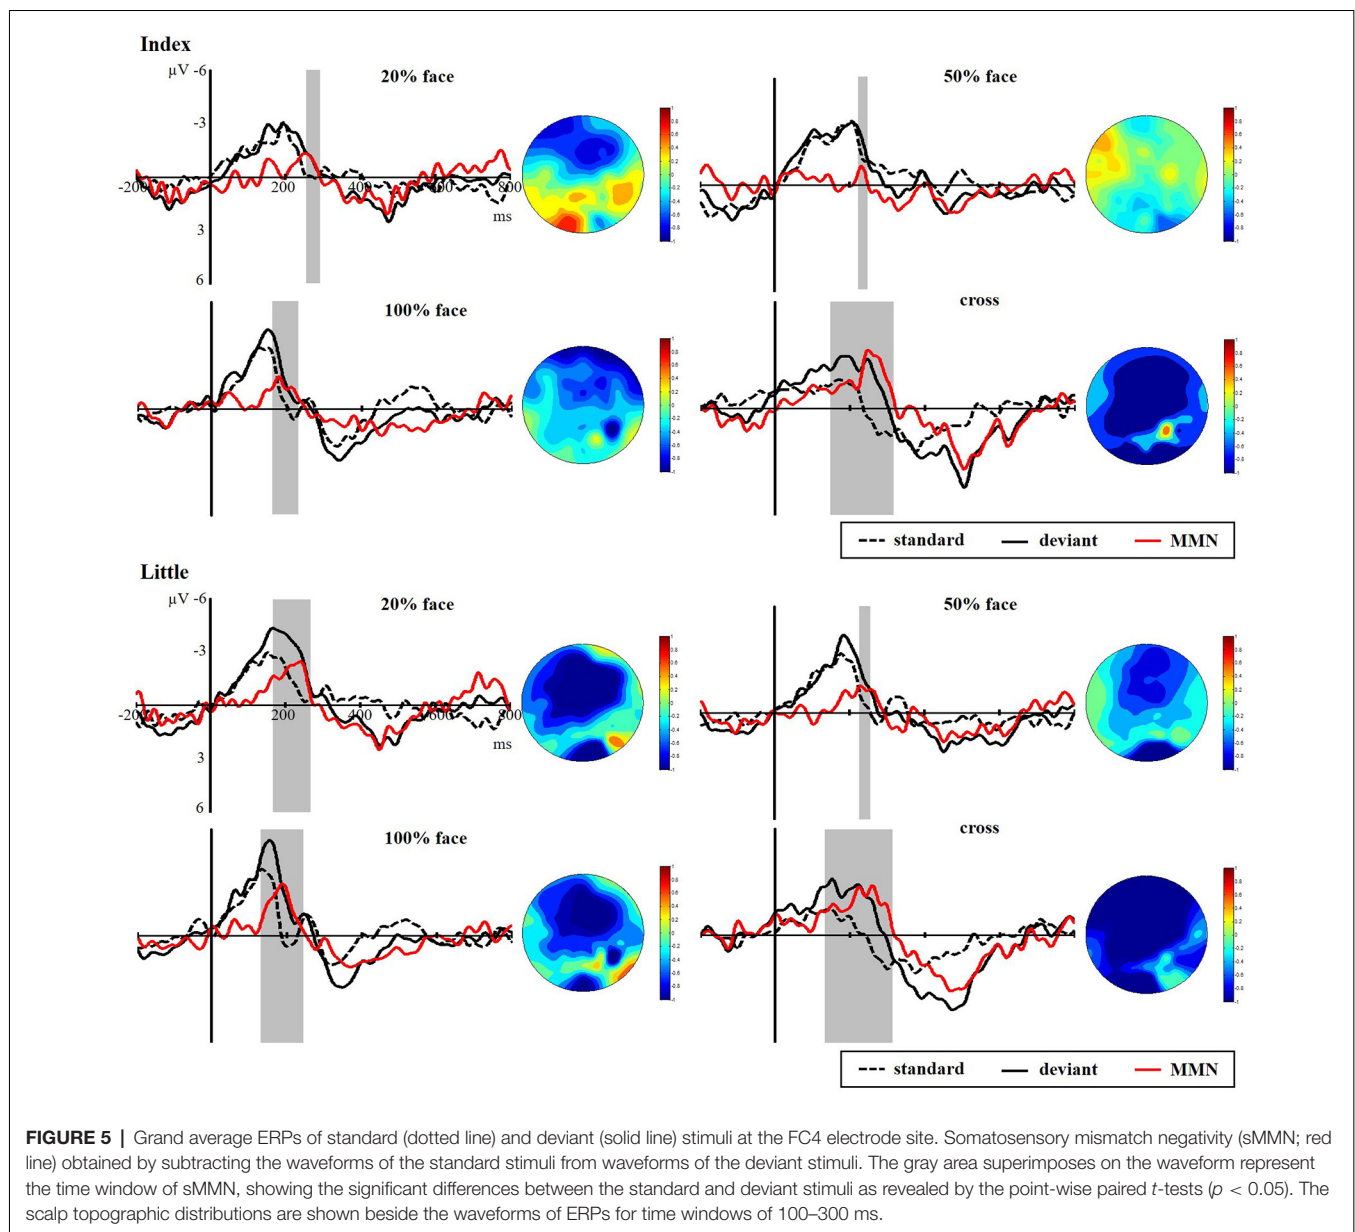 Index
µV -6
20% face
50% face
-3
-200
200
400
600
800
ms
3
6
100% face
cross
standard
deviant
MMN
Little
µV -6
20% face
50% face
-3
-200
200
400
600
800
ms
3
6
100% face
cross
standard
deviant
MMN
FIGURE 5 | Grand average ERPs of standard (dotted line) and deviant (solid line) stimuli at the FC4 electrode site. Somatosensory mismatch negativity (sMMN; red
line) obtained by subtracting the waveforms of the standard stimuli from waveforms of the deviant stimuli. The gray area superimposes on the waveform represent
the time window of sMMN, showing the significant differences between the standard and deviant stimuli as revealed by the point-wise paired t-tests (p < 0.05). The
scalp topographic distributions are shown beside the waveforms of ERPs for time windows of 100–300 ms.